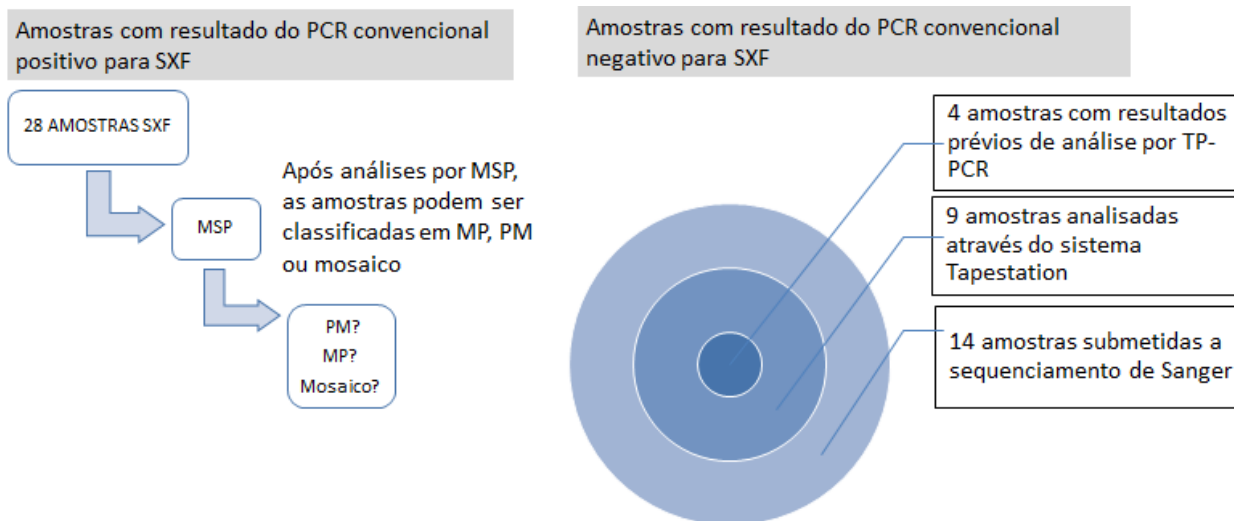 Amostras com resultado do PCR convencional
positivo para SXF
28 AMOSTRAS SXF
MSP
Após análises por MSP,
as amostras podem ser
classificadas em MP, PM
ou mosaico
PM?
MP?
Mosaico?
Amostras com resultado do PCR convencional
negativo para SXF
4 amostras com resultados
prévios de análise por TP-
PCR
9 amostras analisadas
através do sistema
Tapestation
14 amostras submetidas a
sequenciamento de Sanger